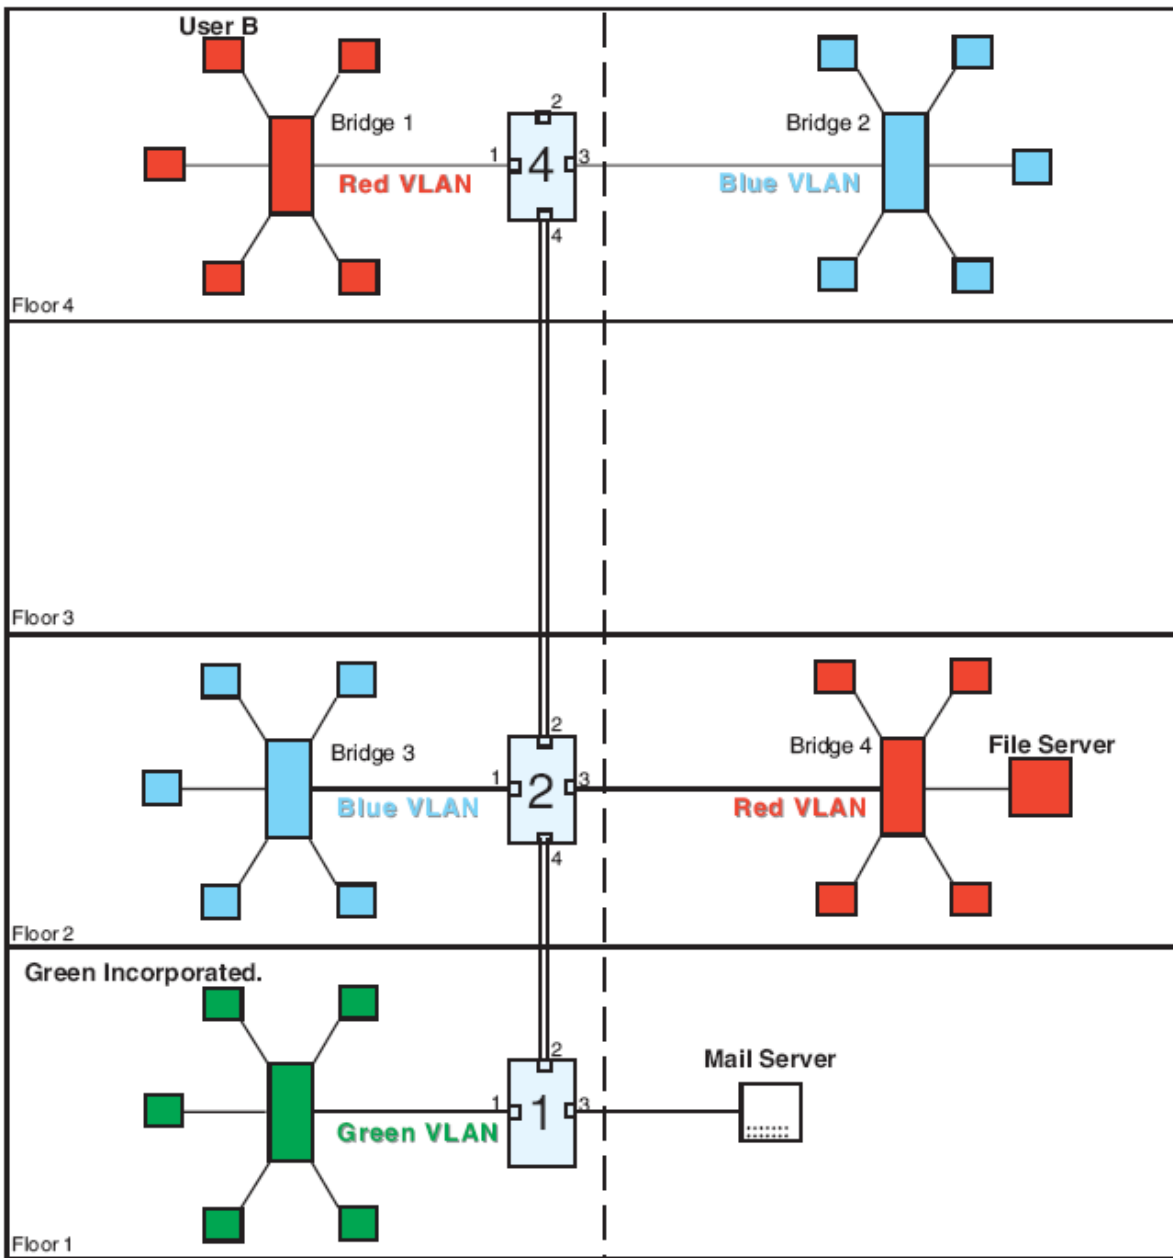 User B
Bridge 1
Red VLAN
1
2
4
3
4
Bridge 2
Blue VLAN
Floor 4
Floor 3
Bridge 3
Blue VLAN
1
2
2
3
4
Bridge 4
Red VLAN
File Server
Floor 2
Green Incorporated.
Green VLAN
1
2
1
3
Mail Server
Floor 1